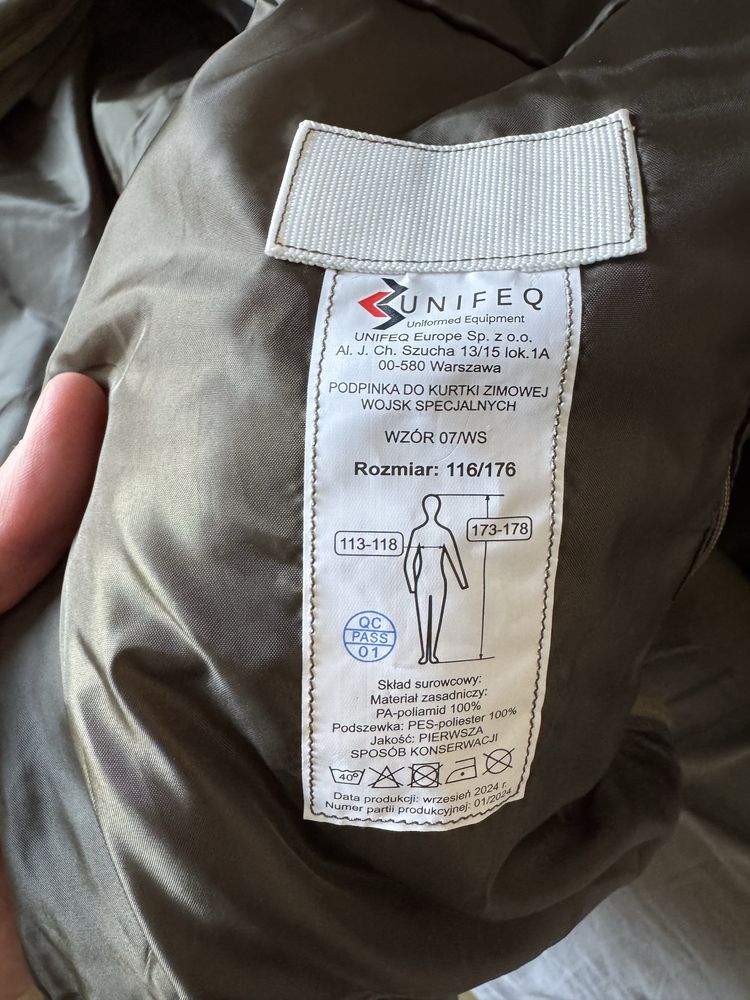 UNIFEQ
Uniformed Equipment
UNIFEQ Europe Sp. z o.o.
Al. J. Ch. Szucha 13/15 lok.1A
00-580 Warszawa
PODPINKA DO KURTKI ZIMOWEJ
WOJSK SPECJALNYCH
WZÓR 07/WS
Rozmiar: 116/176
173-178
113-118
QC
PASS
01
Skład surowcowy:
Materiał zasadniczy:
PA-poliamid 100%
Podszewka: PES-poliester 100%
Jakość: PIERWSZA
SPOSÓB KONSERWACJI
40°
Data produkcji: wrzesień 2024 r.
Numer partii produkcyjnej: 01/2024